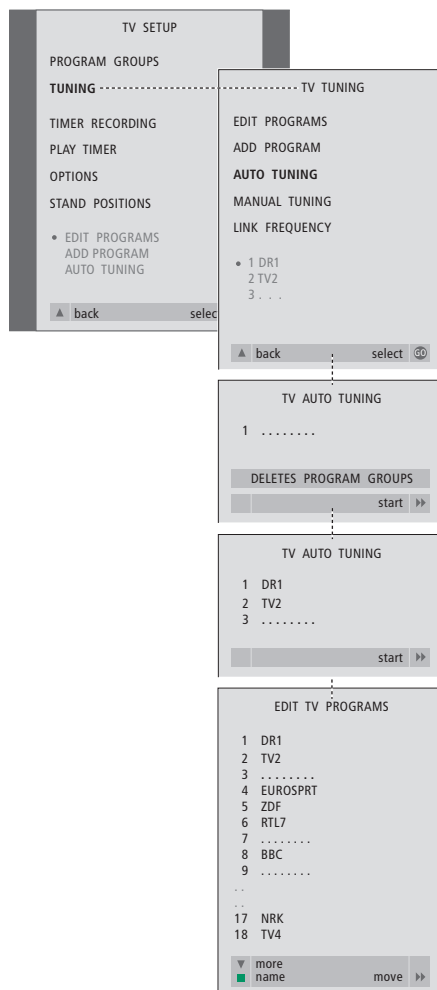 TV SETUP
PROGRAM GROUPS
TUNING
TIMER RECORDING
PLAY TIMER
OPTIONS
STAND POSITIONS
• EDIT PROGRAMS
ADD PROGRAM
AUTO TUNING
▲ back selec
TV TUNING
EDIT PROGRAMS
ADD PROGRAM
AUTO TUNING
MANUAL TUNING
LINK FREQUENCY
• 1 DR1
2 TV2
3 . . .
▲ back select GO
TV AUTO TUNING
1 ........
DELETES PROGRAM GROUPS
start
TV AUTO TUNING
1 DR1
2 TV2
3 ........
start
EDIT TV PROGRAMS
1 DR1
2 TV2
3 ........
4 EUROSPRT
5 ZDF
6 RTL7
7 ........
8 BBC
9 ........
. .
. .
17 NRK
18 TV4
▼ more
name move